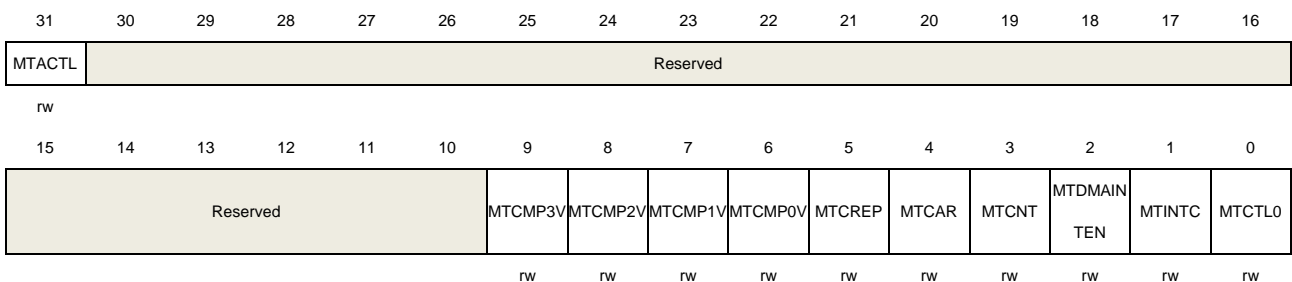 31 30 29 28 27 26 25 24 23 22 21 20 19 18 17 16
MTACTL Reserved
rw
15 14 13 12 11 10 9 8 7 6 5 4 3 2 1 0
Reserved MTCMP3V MTCMP2V MTCMP1V MTCMP0V MTCREP MTCAR MTCNT MTDMAIN TEN MTINTC MTCTL0
rw rw rw rw rw rw rw rw rw rw